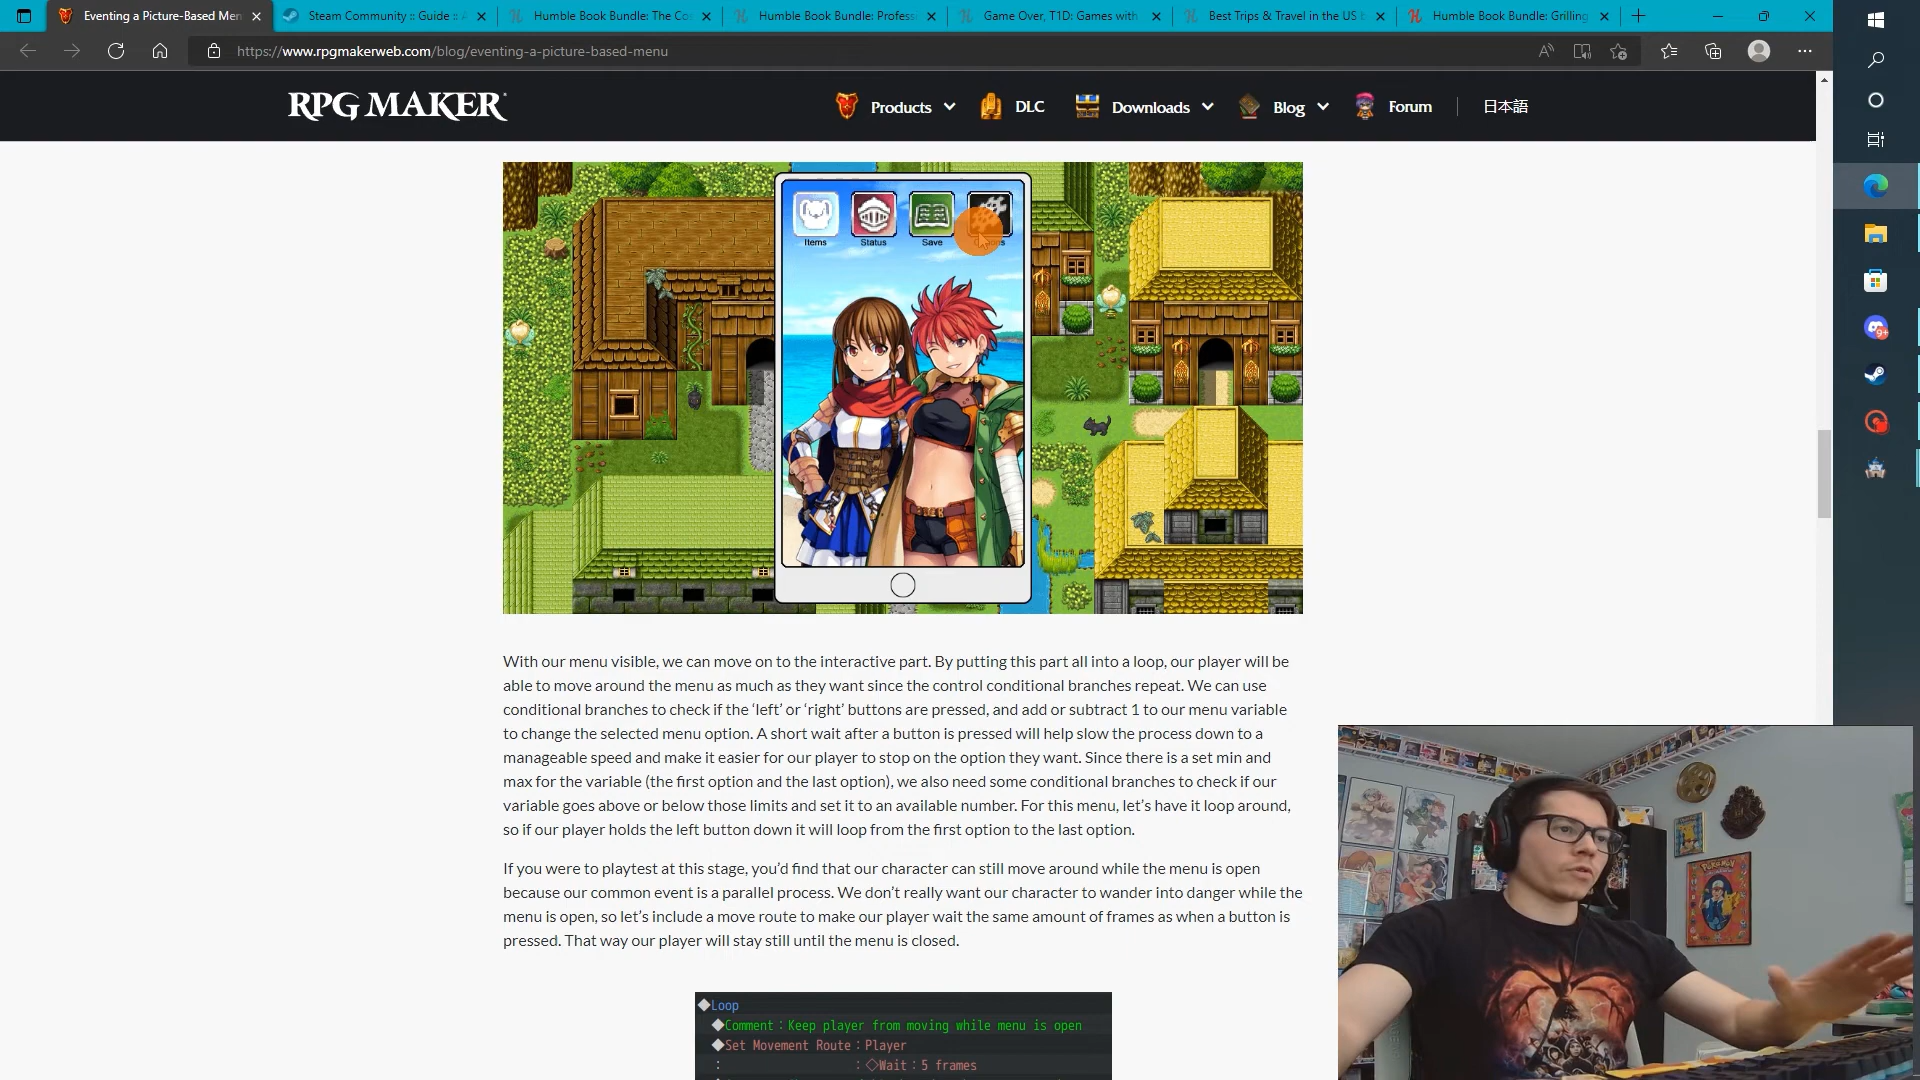 Eventing a Picture-Based Men
Steam Community :: Guide ::
Humble Book Bundle: The Co
Humble Book Bundle: Profess
Game Over, T1D: Games with
Best Trips & Travel in the US b
Humble Book Bundle: Grilling
https://www.rpgmakerweb.com/blog/eventing-a-picture-based-menu
RPG MAKER
Products
DLC
Downloads
Blog
Forum
日本語
Items
Status
Save
With our menu visible, we can move on to the interactive part. By putting this part all into a loop, our player will be
able to move around the menu as much as they want since the control conditional branches repeat. We can use
conditional branches to check if the ‘left’ or ‘right’ buttons are pressed, and add or subtract 1 to our menu variable
to change the selected menu option. A short wait after a button is pressed will help slow the process down to a
manageable speed and make it easier for our player to stop on the option they want. Since there is a set min and
max for the variable (the first option and the last option), we also need some conditional branches to check if our
variable goes above or below those limits and set it to an available number. For this menu, let’s have it loop around,
so if our player holds the left button down it will loop from the first option to the last option.
If you were to playtest at this stage, you’d find that our character can still move around while the menu is open
because our common event is a parallel process. We don’t really want our character to wander into danger while the
menu is open, so let’s include a move route to make our player wait the same amount of frames as when a button is
pressed. That way our player will stay still until the menu is closed.
◆Loop
◆Comment：Keep player from moving while menu is open
◆Set Movement Route：Player
：　：◇Wait：5 frames
9+
POKéMON